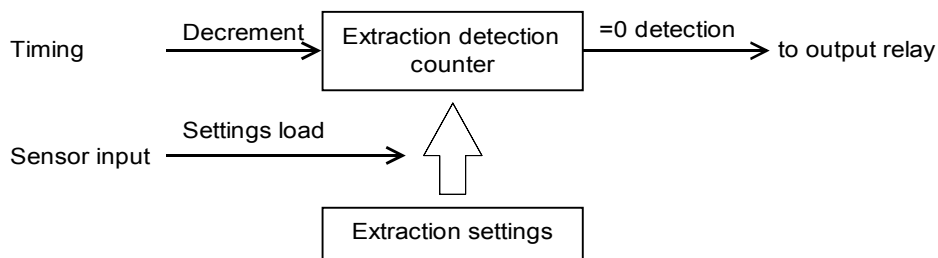 Timing
Decrement
Extraction detection
counter
=0 detection
to output relay
Sensor input
Settings load
Extraction settings